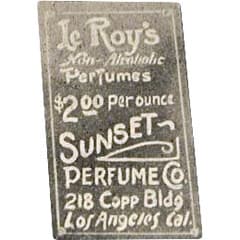 Le Roy's
Non-Alcoholic
Perfumes
$2.00 Per ounce
SUNSET
PERFUME CO.
218 Copp Bldg
Los Angeles Cal.